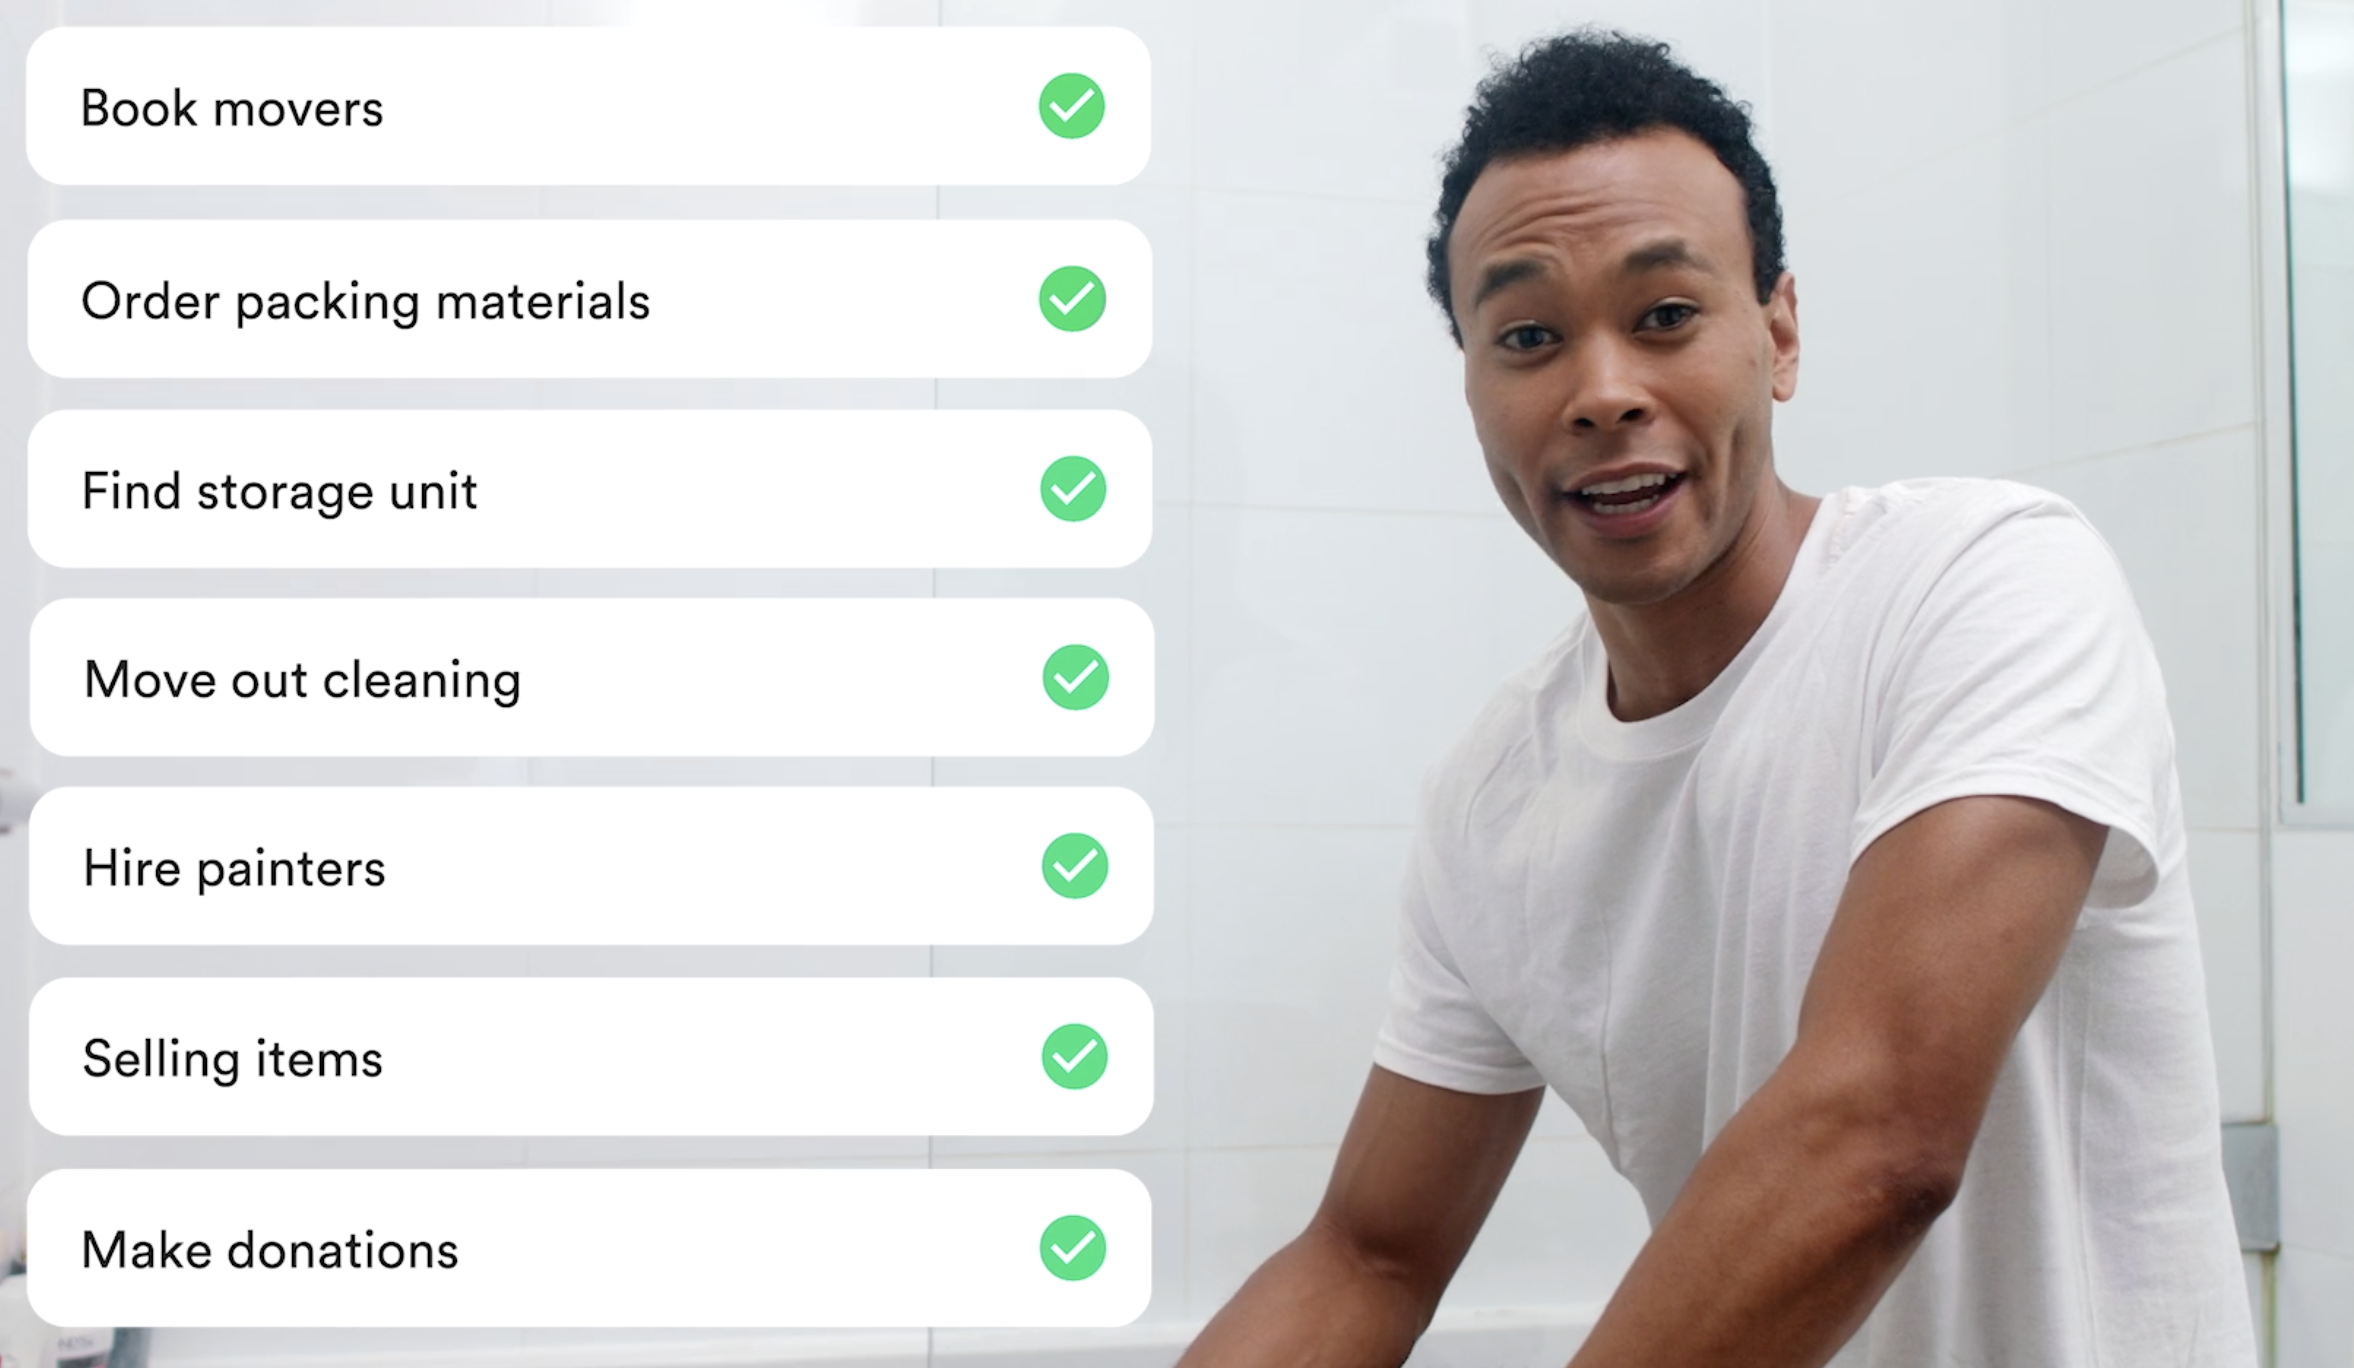 Book movers
Order packing materials
Find storage unit
Move out cleaning
Hire painters
Selling items
Make donations